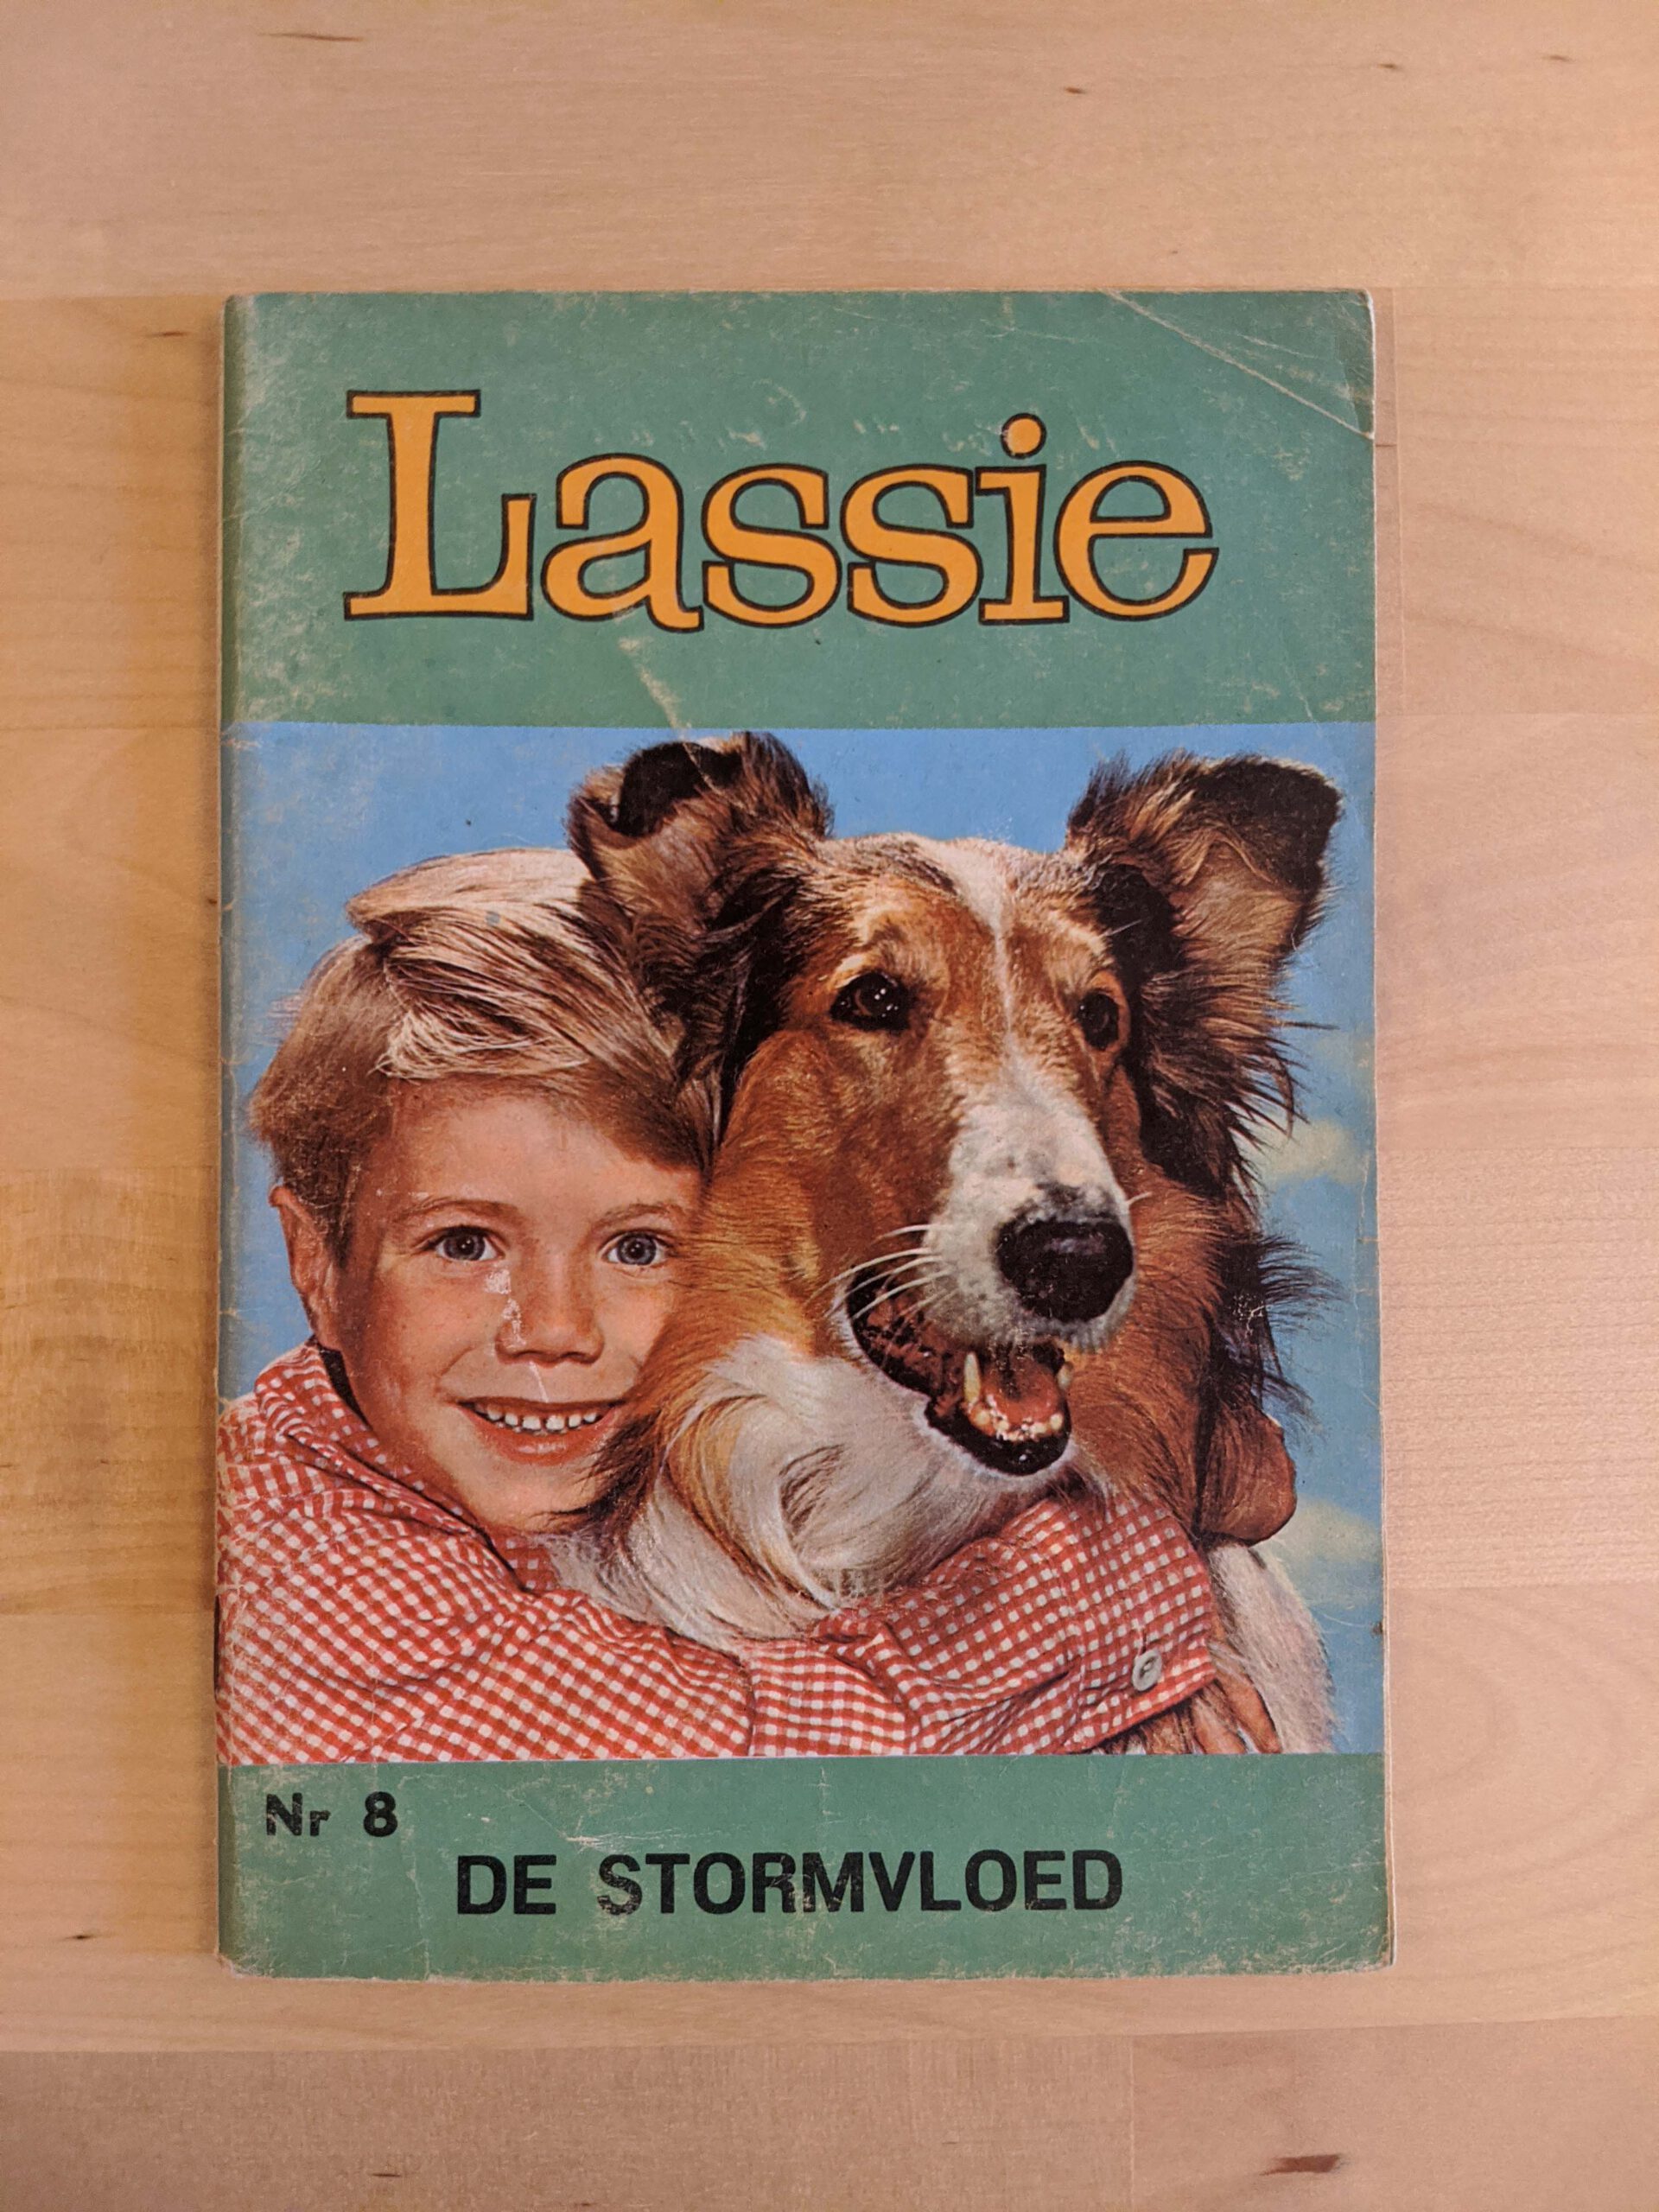 Lassie
Nr 8
DE STORMVLOED